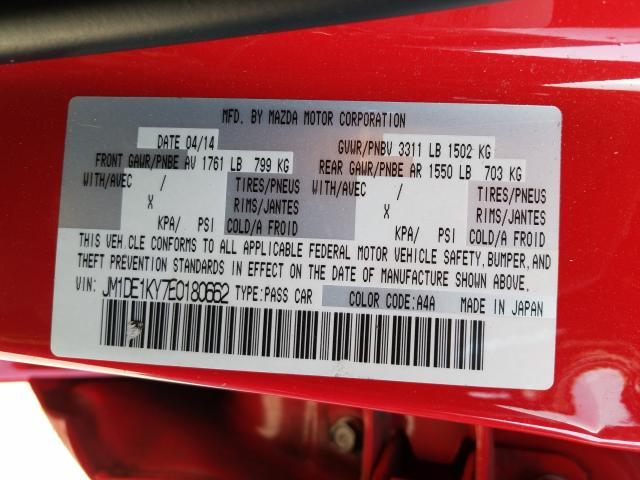 MFD. BY MAZDA MOTOR CORPORATION
DATE 04/14 GVWR/PNBV 3311 LB 1502 KG
FRONT GAWR/PNBE AV 1761 LB 799 KG REAR GAWR/PNBE AR 1550 LB 703 KG
WITH/AVEC / TIRES/PNEUS WITH/AVEC / TIRES/PNEUS
X RIMS/JANTES X RIMS/JANTES
KPA/ PSI COLD/A FROID KPA/ PSI COLD/A FROID
THIS VEHICLE CONFORMS TO ALL APPLICABLE FEDERAL MOTOR VEHICLE SAFETY, BUMPER, AND
THEFT PREVENTION STANDARDS IN EFFECT ON THE DATE OF MANUFACTURE SHOWN ABOVE.
VIN: JM1DE1KY7E0180662 TYPE: PASS CAR COLOR CODE: A4A MADE IN JAPAN